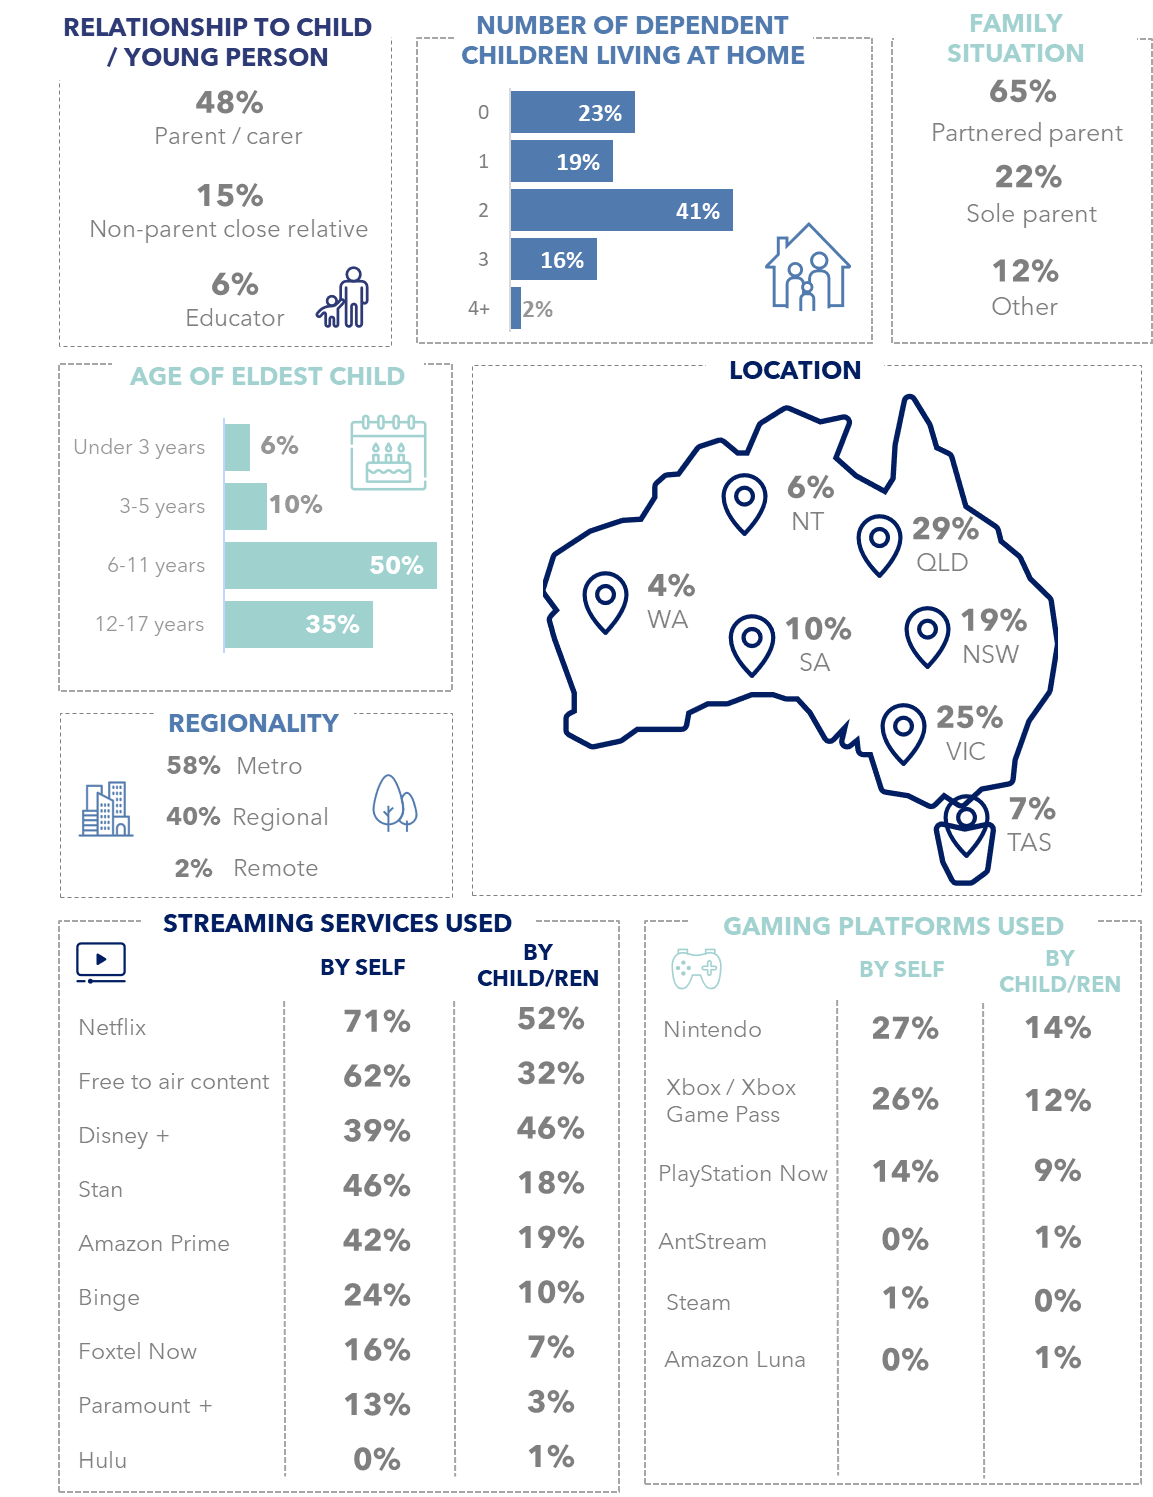 RELATIONSHIP TO CHILD
/ YOUNG PERSON
48%
Parent / carer
15%
Non-parent close relative
6%
Educator
NUMBER OF DEPENDENT
CHILDREN LIVING AT HOME
0 23%
1 19%
2 41%
3 16%
4+ 2%
FAMILY
SITUATION
65%
Partnered parent
22%
Sole parent
12%
Other
AGE OF ELDEST CHILD
Under 3 years 6%
3-5 years 10%
6-11 years 50%
12-17 years 35%
LOCATION
6%
NT
29%
QLD
4%
WA
10%
SA
19%
NSW
25%
VIC
7%
TAS
REGIONALITY
58% Metro
40% Regional
2% Remote
STREAMING SERVICES USED
BY SELF
BY
CHILD/REN
Netflix 71% 52%
Free to air content 62% 32%
Disney + 39% 46%
Stan 46% 18%
Amazon Prime 42% 19%
Binge 24% 10%
Foxtel Now 16% 7%
Paramount + 13% 3%
Hulu 0% 1%
GAMING PLATFORMS USED
BY SELF
BY
CHILD/REN
Nintendo 27% 14%
Xbox / Xbox
Game Pass 26% 12%
PlayStation Now 14% 9%
AntStream 0% 1%
Steam 1% 0%
Amazon Luna 0% 1%